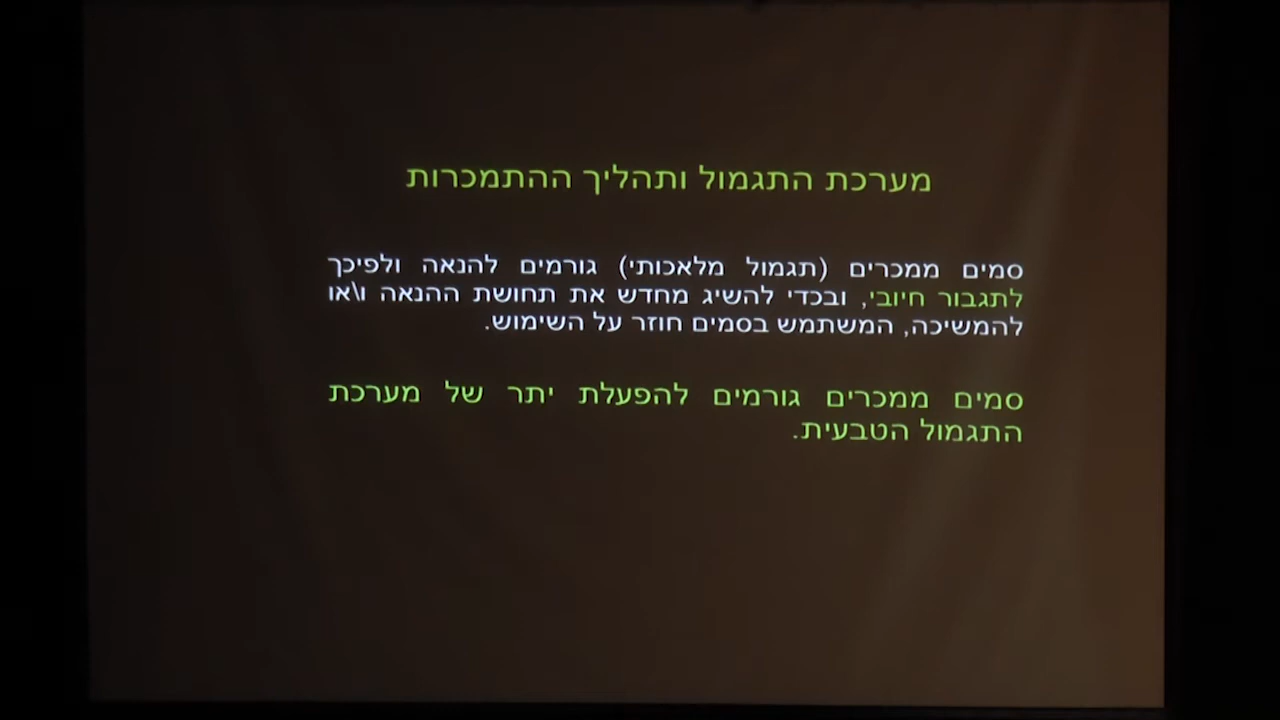 מערכת התגמול ותהליך ההתמכרות
סמים ממכרים (תגמול מלאכותי) גורמים להנאה ולפיכך
לתגבור חיובי, ובכדי להשיג מחדש את תחושת ההנאה ו\או
להמשיכה, המשתמש בסמים חוזר על השימוש.
סמים ממכרים גורמים להפעלת יתר של מערכת
התגמול הטבעית.